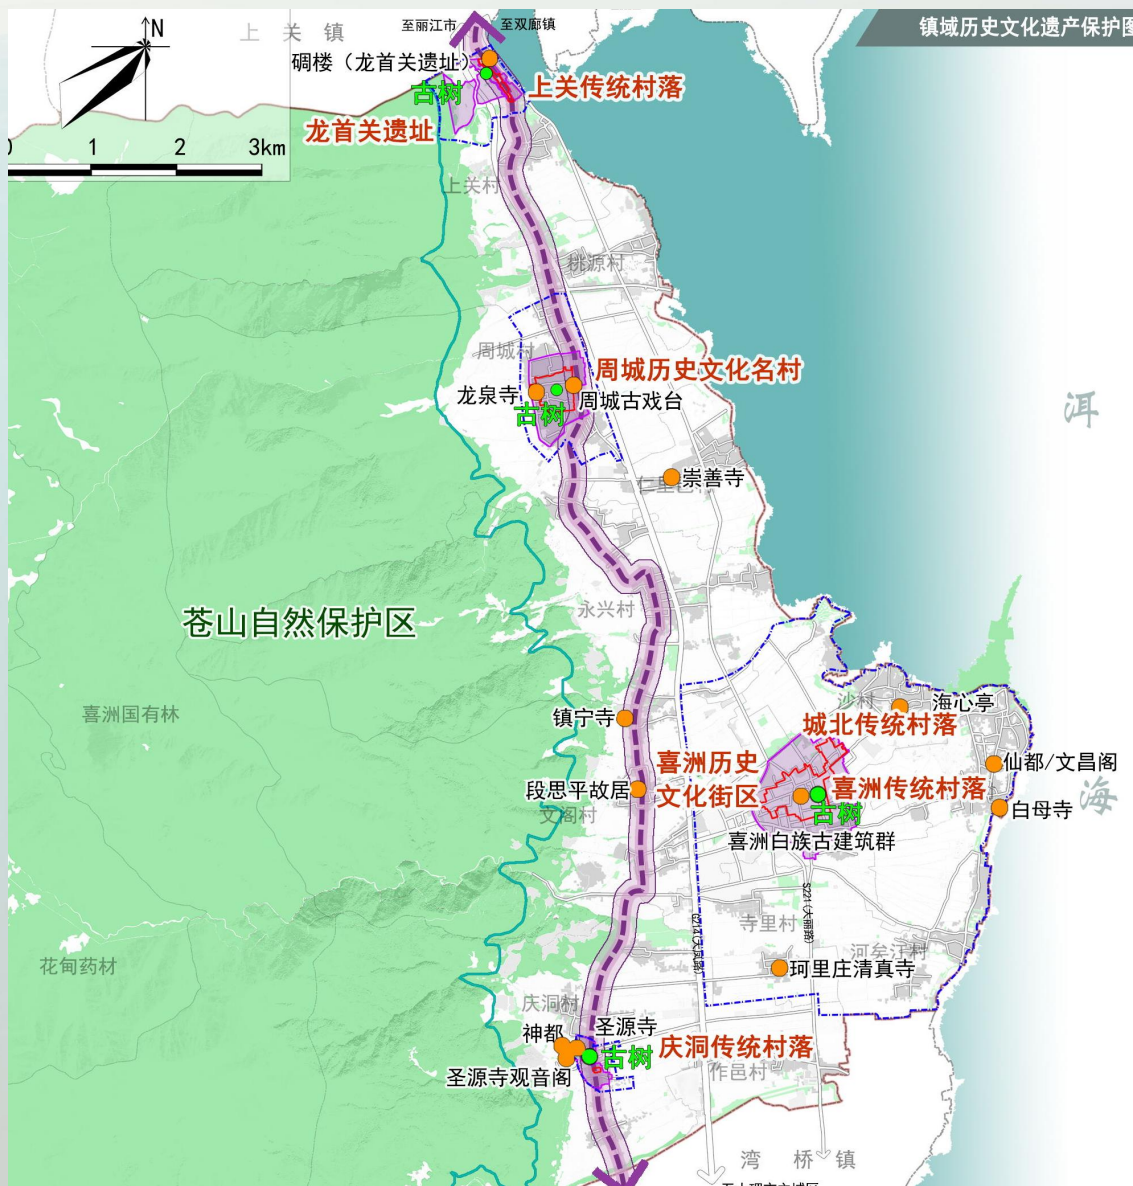 镇域历史文化遗产保护图
N
上关镇
至丽江市
至双廊镇
碉楼（龙首关遗址）
古树
上关传统村落
龙首关遗址
0 1 2 3km
上关村
桃源村
周城村
周城历史文化名村
龙泉寺
周城古戏台
古树
洱
仁里邑村
崇善寺
苍山自然保护区
永兴村
喜洲国有林
镇宁寺
沙村
海心亭
城北传统村落
喜洲历史
文化街区
仙都/文昌阁
喜洲传统村落
段思平故居
海
古树
白母寺
文阁村
喜洲白族古建筑群
S221(大丽路)
寺里村
河矣江村
花甸药材
珂里庄清真寺
庆洞村
神都
圣源寺
古树
庆洞传统村落
圣源寺观音阁
作邑村
湾桥镇